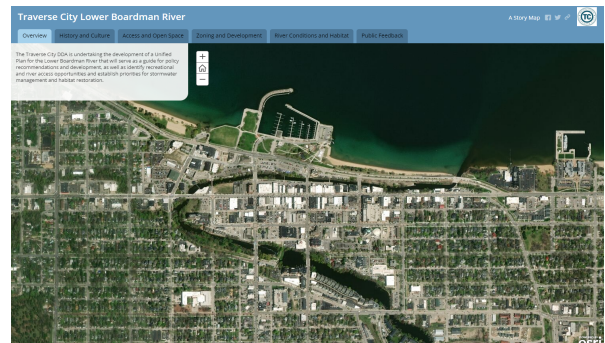 Traverse City Lower Boardman River
A Story Map
TC
Overview
History and Culture
Access and Open Space
Zoning and Development
River Conditions and Habitat
Public Feedback
The Traverse City DDA is undertaking the development of a Unified
Plan for the Lower Boardman River that will serve as a guide for policy
recommendations and development, as well as identify recreational
and river access opportunities and establish priorities for stormwater
management and habitat restoration.
esri